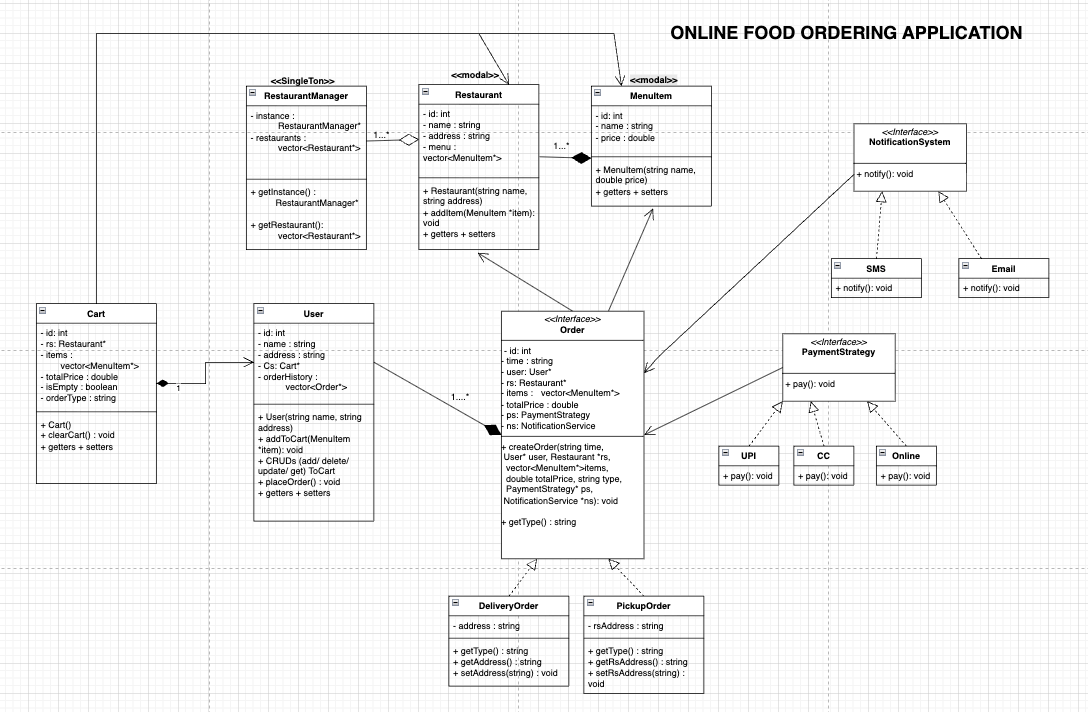 ONLINE FOOD ORDERING APPLICATION
<<SingleTon>>
RestaurantManager
- instance :
RestaurantManager*
- restaurants :
vector<Restaurant*>
+ getInstance() :
RestaurantManager*
+ getRestaurant():
vector<Restaurant*>
1...*
<<modal>>
Restaurant
- id: int
- name : string
- address : string
- menu :
vector<MenuItem*>
+ Restaurant(string name,
string address)
+ addItem(MenuItem *item):
void
+ getters + setters
1...*
<<modal>>
MenuItem
- id: int
- name : string
- price : double
+ MenuItem(string name,
double price)
+ getters + setters
<<Interface>>
NotificationSystem
+ notify(): void
SMS
+ notify(): void
Email
+ notify(): void
Cart
- id: int
- rs: Restaurant*
- items :
vector<MenuItem*>
- totalPrice : double
- isEmpty : boolean
- orderType : string
+ Cart()
+ clearCart() : void
+ getters + setters
1
User
- id: int
- name : string
- address : string
- Cs: Cart*
- orderHistory :
vector<Order*>
+ User(string name, string
address)
+ addToCart(MenuItem
*item): void
+ CRUDs (add/ delete/
update/ get) ToCart
+ placeOrder() : void
+ getters + setters
1....*
<<Interface>>
Order
- id: int
- time : string
- user: User*
- rs: Restaurant*
- items : vector<MenuItem*>
- totalPrice : double
- ps: PaymentStrategy
- ns: NotificationService
+ createOrder(string time,
User* user, Restaurant *rs,
vector<MenuItem*>items,
double totalPrice, string type,
PaymentStrategy* ps,
NotificationService *ns): void
+ getType() : string
<<Interface>>
PaymentStrategy
+ pay(): void
UPI
+ pay(): void
CC
+ pay(): void
Online
+ pay(): void
DeliveryOrder
- address : string
+ getType() : string
+ getAddress() : string
+ setAddress(string) : void
PickupOrder
- rsAddress : string
+ getType() : string
+ getRsAddress() : string
+ setRsAddress(string) :
void